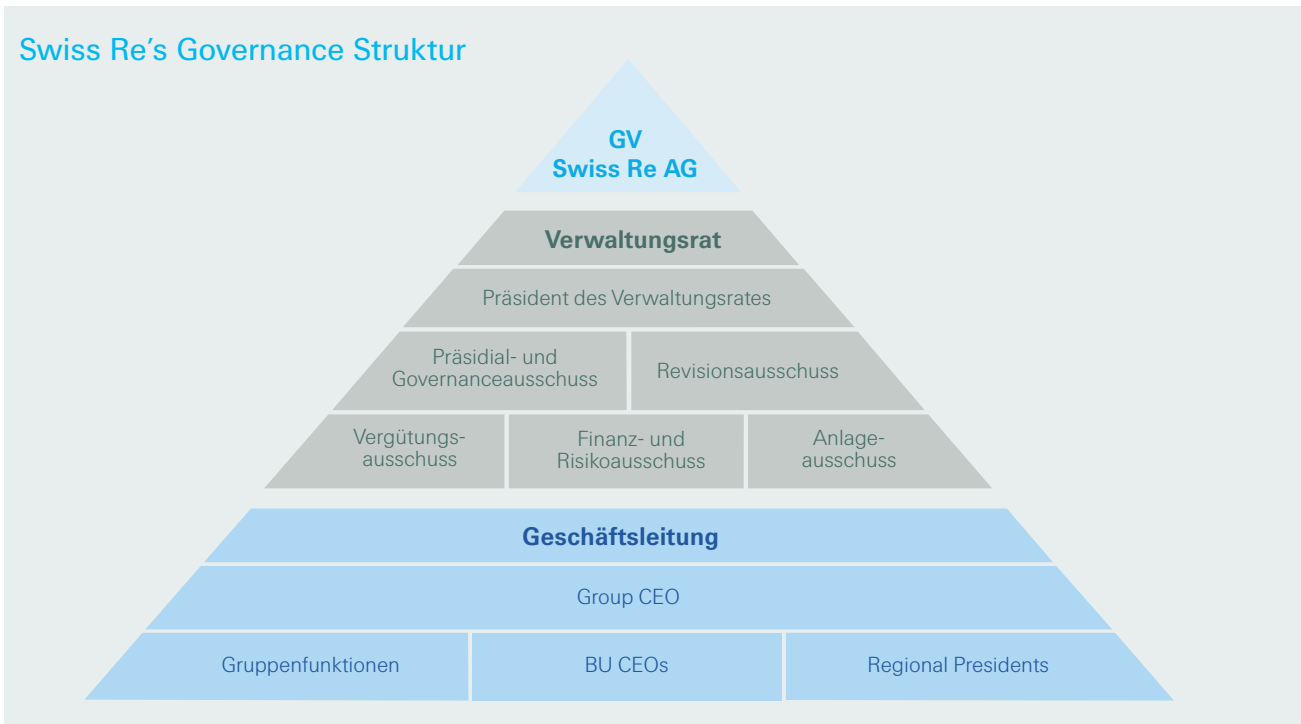 Swiss Re’s Governance Struktur
GV
Swiss Re AG
Verwaltungsrat
Präsident des Verwaltungsrates
Präsidial- und
Governanceausschuss
Revisionsausschuss
Vergütungs-
ausschuss
Finanz- und
Risikoausschuss
Anlage-
ausschuss
Geschäftsleitung
Group CEO
Gruppenfunktionen
BU CEOs
Regional Presidents